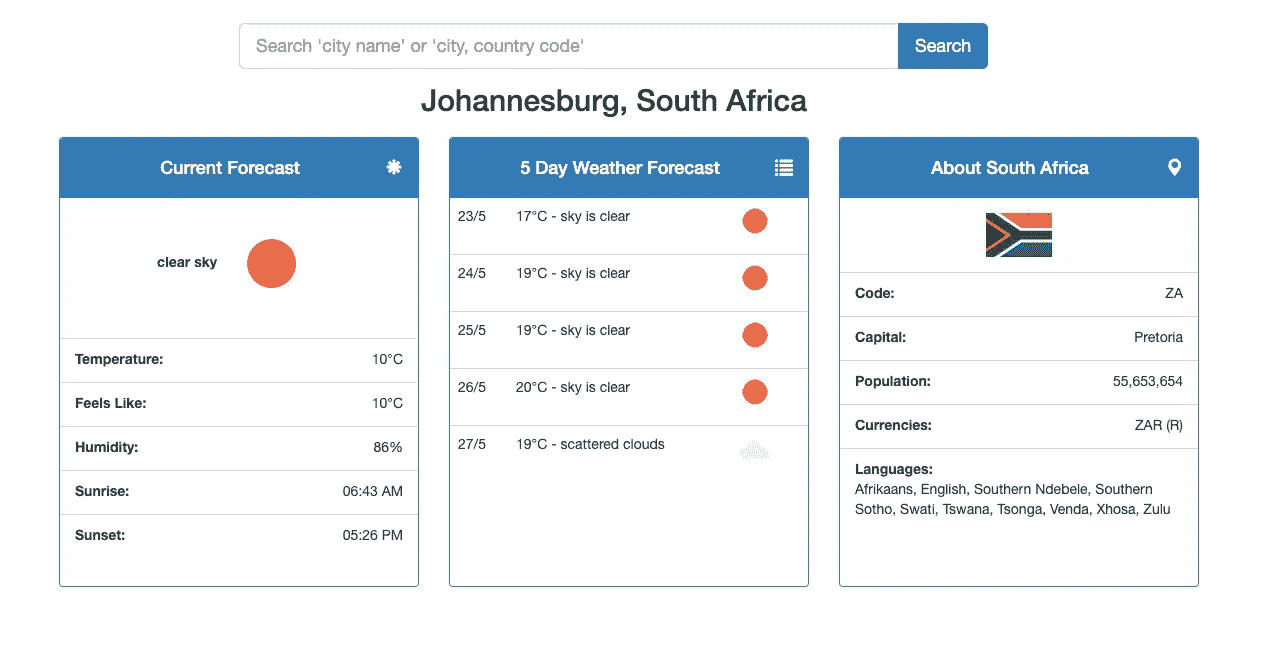 Search 'city name' or 'city, country code'
Search
Johannesburg, South Africa
Current Forecast
clear sky
Temperature: 10°C
Feels Like: 10°C
Humidity: 86%
Sunrise: 06:43 AM
Sunset: 05:26 PM
5 Day Weather Forecast
23/5 17°C - sky is clear
24/5 19°C - sky is clear
25/5 19°C - sky is clear
26/5 20°C - sky is clear
27/5 19°C - scattered clouds
About South Africa
Code: ZA
Capital: Pretoria
Population: 55,653,654
Currencies: ZAR (R)
Languages:
Afrikaans, English, Southern Ndebele, Southern
Sotho, Swati, Tswana, Tsonga, Venda, Xhosa, Zulu